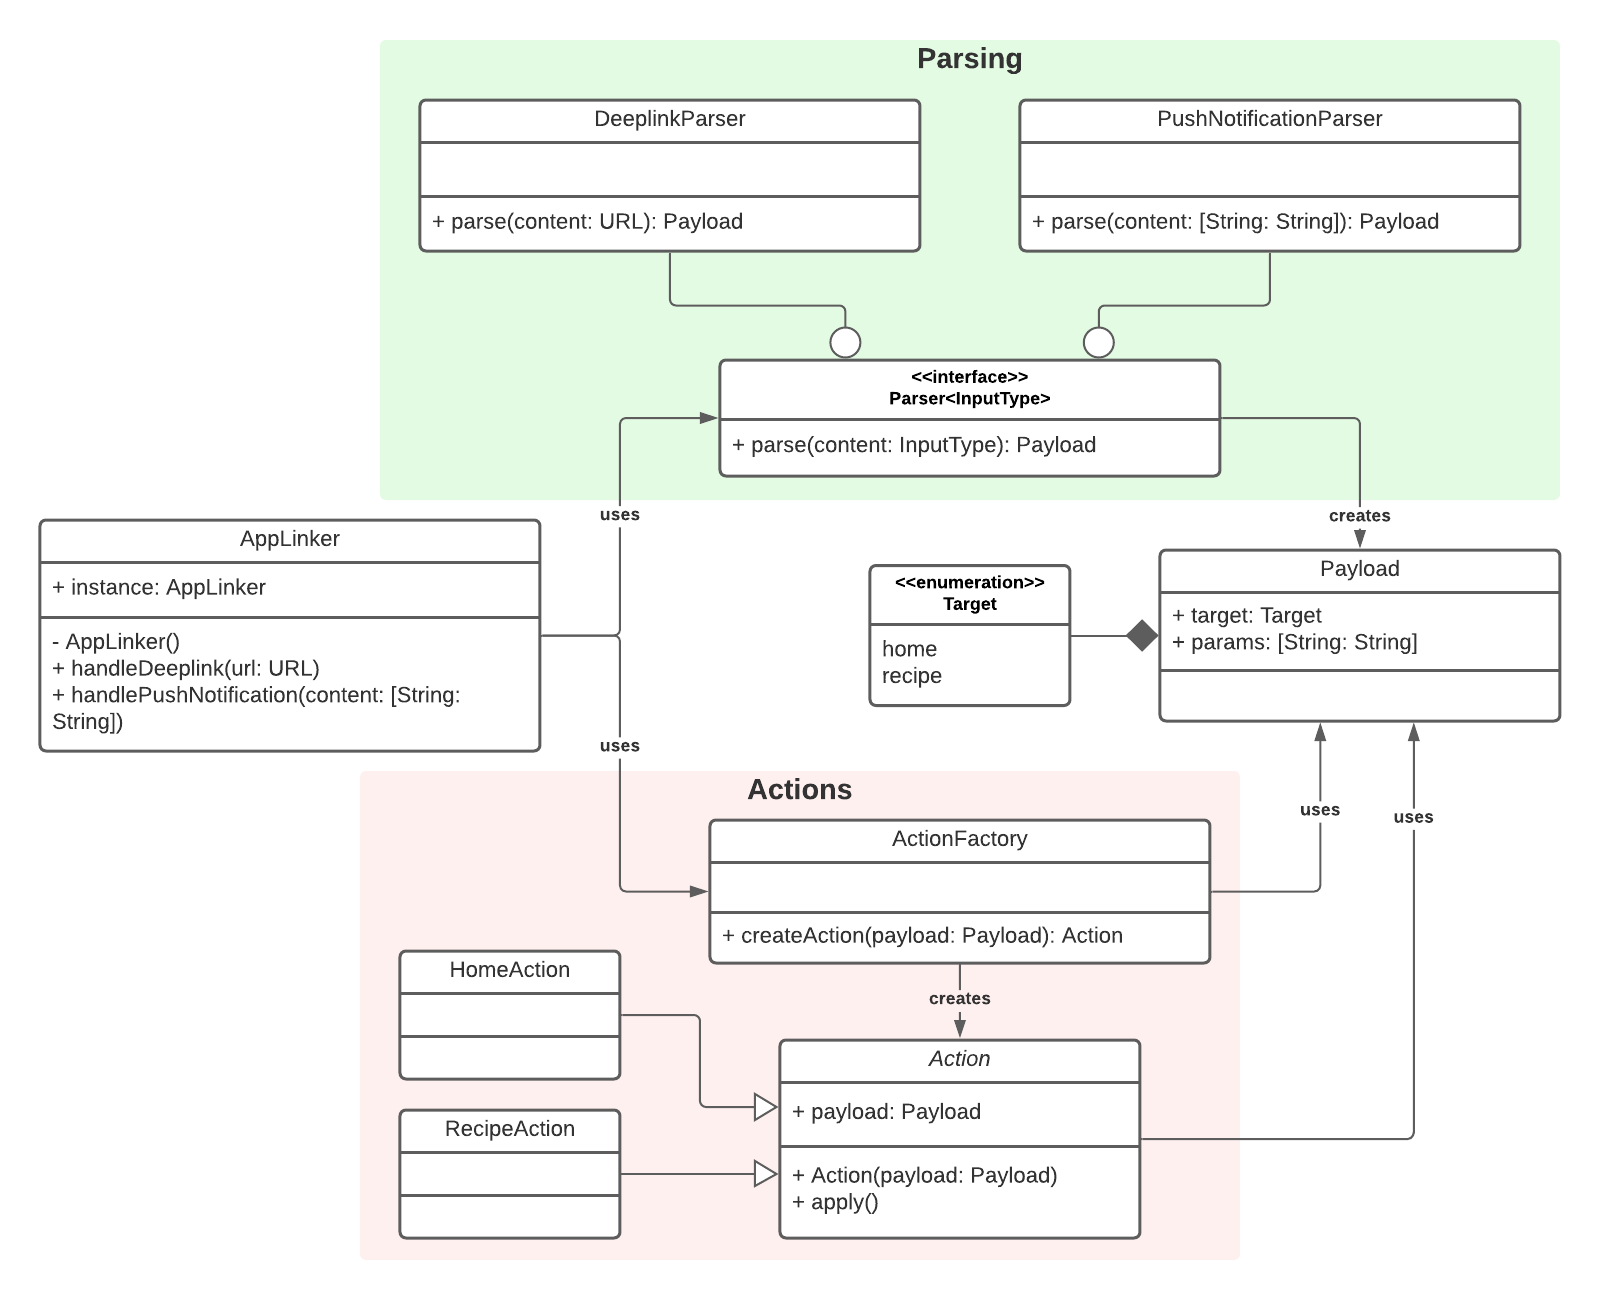 Parsing
DeeplinkParser
+ parse(content: URL): Payload
PushNotificationParser
+ parse(content: [String: String]): Payload
<<interface>>
Parser<InputType>
+ parse(content: InputType): Payload
uses
creates
AppLinker
+ instance: AppLinker
- AppLinker()
+ handleDeeplink(url: URL)
+ handlePushNotification(content: [String:
String])
<<enumeration>>
Target
home
recipe
Payload
+ target: Target
+ params: [String: String]
uses
Actions
uses
uses
ActionFactory
+ createAction(payload: Payload): Action
creates
HomeAction
RecipeAction
Action
+ payload: Payload
+ Action(payload: Payload)
+ apply()